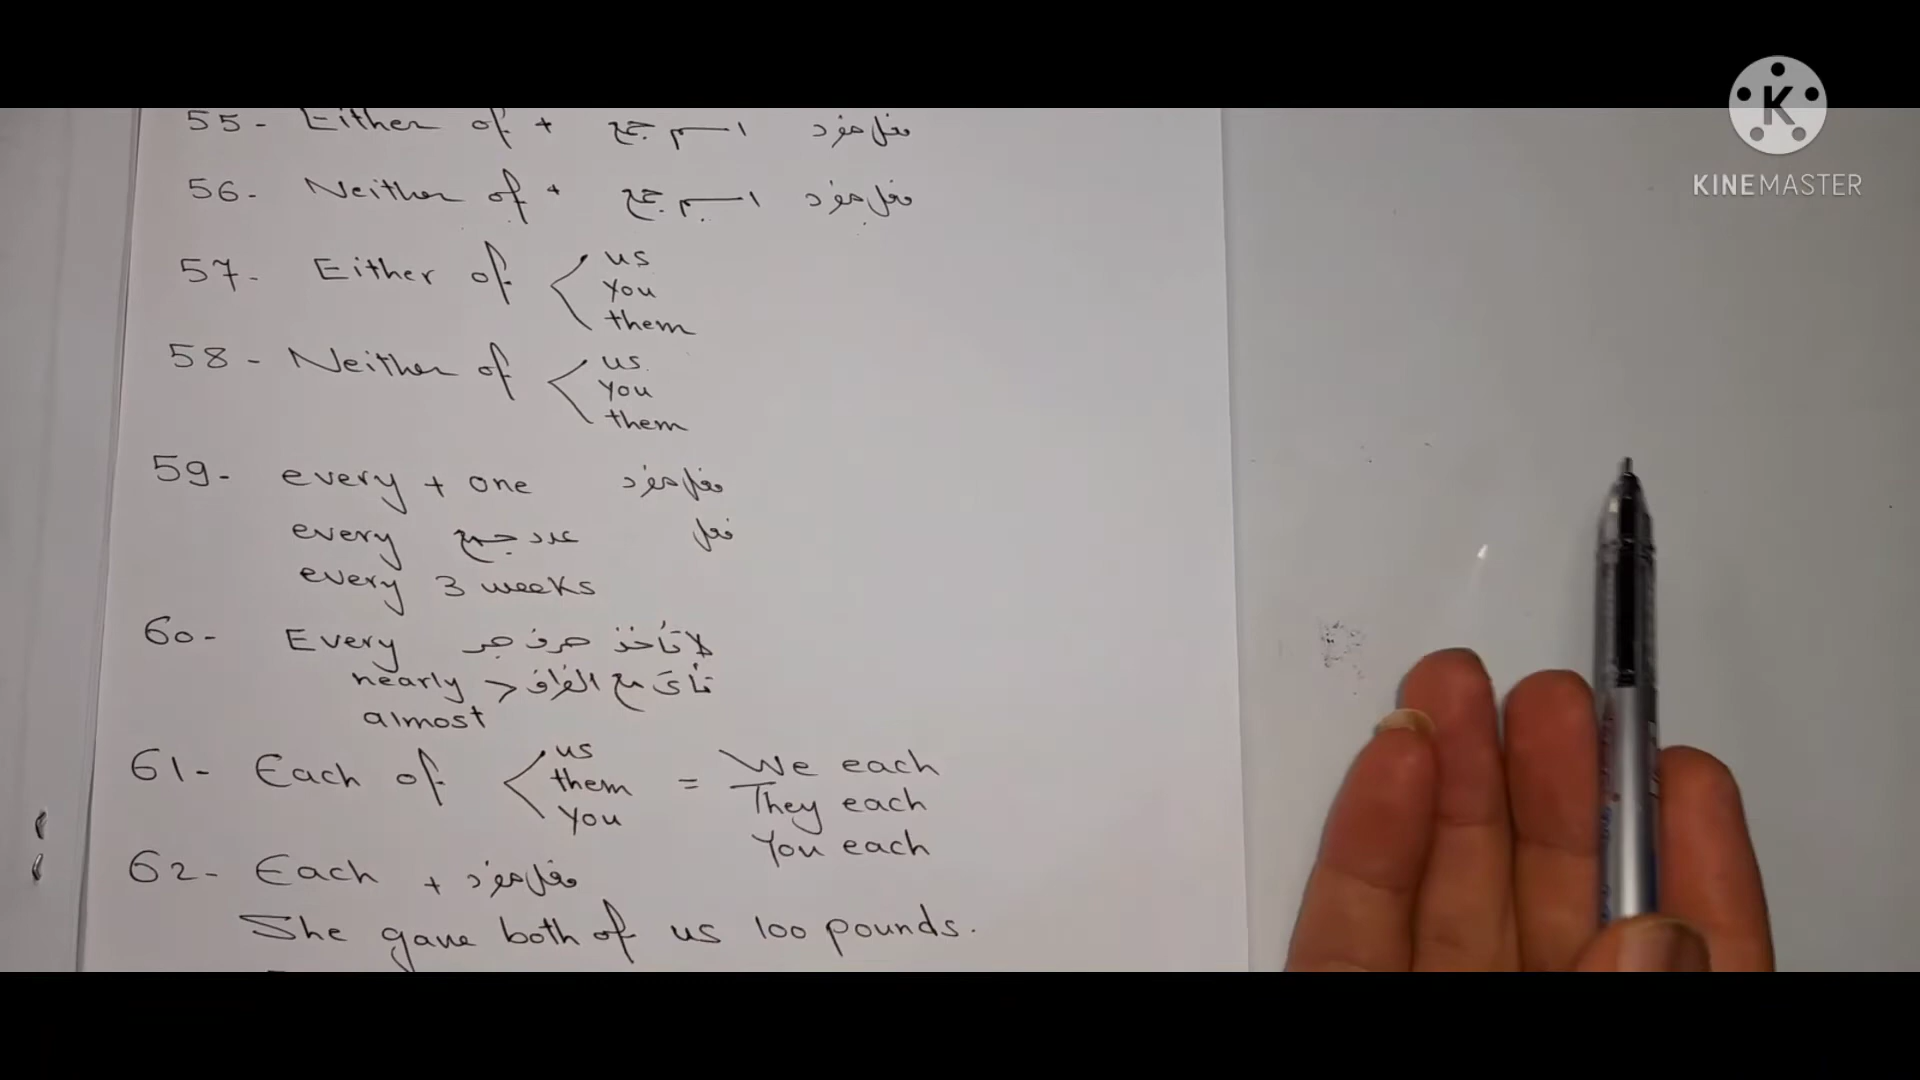 55- Either of + اسم جمع فعل مفرد
56- Neither of + اسم جمع فعل مفرد
57- Either of < us
you
them
58- Neither of < us
you
them
59- every + one فعل مفرد
every عدد جمع فعل
every 3 weeks
60- Every لا تأخذ حرف جر
nearly > تأتى مع الفراق
almost
61- Each of < us = We each
them They each
you You each
62- Each + فعل مفرد
She gave both of us 100 pounds.
K
KINEMASTER